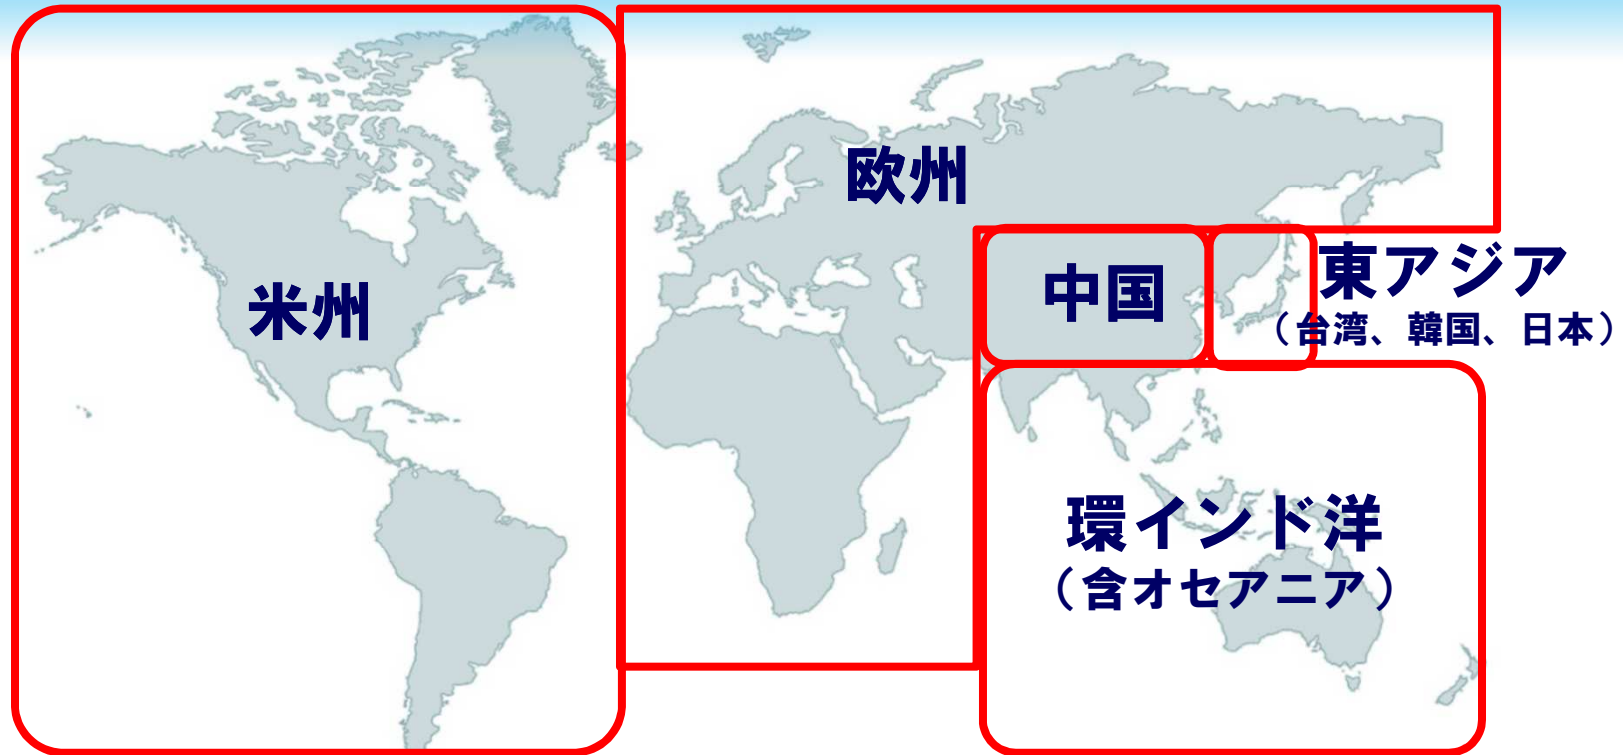 欧州
米州
中国
東アジア
（台湾、韓国、日本）
環インド洋
（含オセアニア）